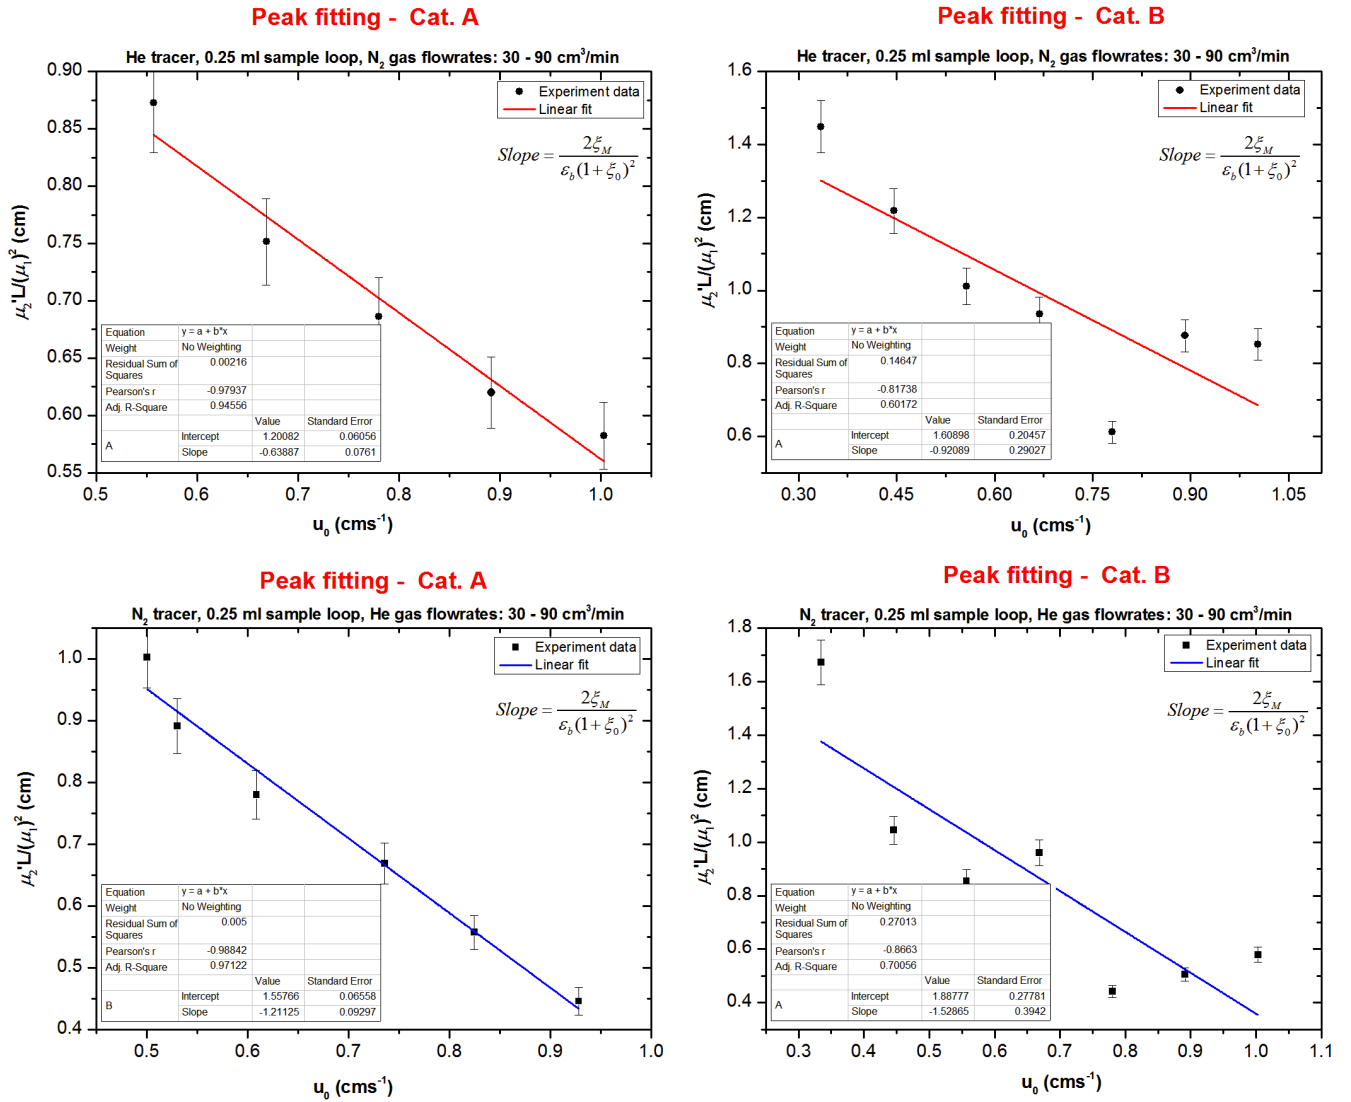 Peak fitting - Cat. A
He tracer, 0.25 ml sample loop, N₂ gas flowrates: 30 - 90 cm³/min
Experiment data
Linear fit
Slope = 2ξ_M / ε_b(1+ξ₀)²
μ₂'L/(μ₁)² (cm)
0.90
0.85
0.80
0.75
0.70
0.65
0.60
0.55
Equation y = a + b*x
Weight No Weighting
Residual Sum of Squares 0.00216
Pearson's r -0.97937
Adj. R-Square 0.94556
Value Standard Error
A Intercept 1.20082 0.06056
Slope -0.63887 0.0761
0.5 0.6 0.7 0.8 0.9 1.0
u₀ (cms⁻¹)
Peak fitting - Cat. B
He tracer, 0.25 ml sample loop, N₂ gas flowrates: 30 - 90 cm³/min
Experiment data
Linear fit
Slope = 2ξ_M / ε_b(1+ξ₀)²
μ₂'L/(μ₁)² (cm)
1.6
1.4
1.2
1.0
0.8
0.6
Equation y = a + b*x
Weight No Weighting
Residual Sum of Squares 0.14647
Pearson's r -0.81738
Adj. R-Square 0.60172
Value Standard Error
A Intercept 1.60898 0.20457
Slope -0.92089 0.29027
0.30 0.45 0.60 0.75 0.90 1.05
u₀ (cms⁻¹)
Peak fitting - Cat. A
N₂ tracer, 0.25 ml sample loop, He gas flowrates: 30 - 90 cm³/min
Experiment data
Linear fit
Slope = 2ξ_M / ε_b(1+ξ₀)²
μ₂'L/(μ₁)² (cm)
1.0
0.9
0.8
0.7
0.6
0.5
0.4
Equation y = a + b*x
Weight No Weighting
Residual Sum of Squares 0.005
Pearson's r -0.98842
Adj. R-Square 0.97122
Value Standard Error
B Intercept 1.55766 0.06558
Slope -1.21125 0.09297
0.5 0.6 0.7 0.8 0.9 1.0
u₀ (cms⁻¹)
Peak fitting - Cat. B
N₂ tracer, 0.25 ml sample loop, He gas flowrates: 30 - 90 cm³/min
Experiment data
Linear fit
Slope = 2ξ_M / ε_b(1+ξ₀)²
μ₂'L/(μ₁)² (cm)
1.8
1.6
1.4
1.2
1.0
0.8
0.6
0.4
Equation y = a + b*x
Weight No Weighting
Residual Sum of Squares 0.27013
Pearson's r -0.8663
Adj. R-Square 0.70056
Value Standard Error
A Intercept 1.88777 0.27781
Slope -1.52865 0.3942
0.3 0.4 0.5 0.6 0.7 0.8 0.9 1.0 1.1
u₀ (cms⁻¹)